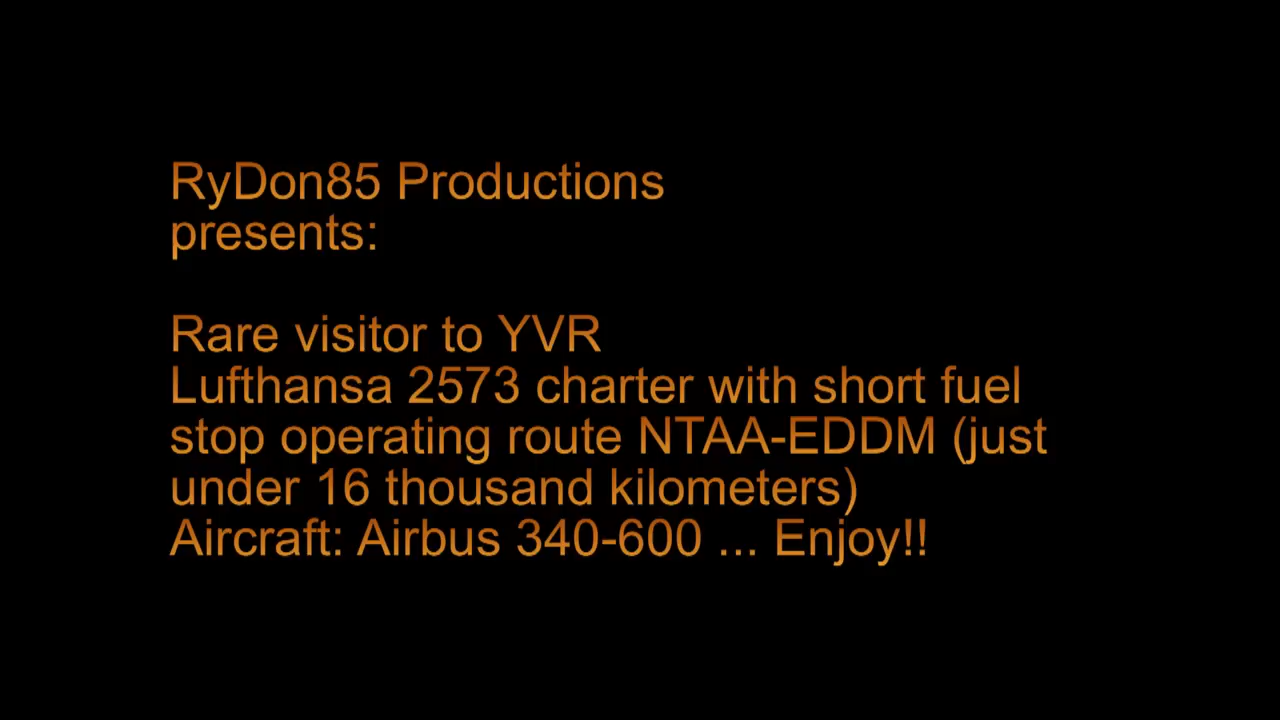 RyDon85 Productions
presents:
Rare visitor to YVR
Lufthansa 2573 charter with short fuel
stop operating route NTAA-EDDM (just
under 16 thousand kilometers)
Aircraft: Airbus 340-600 ... Enjoy!!